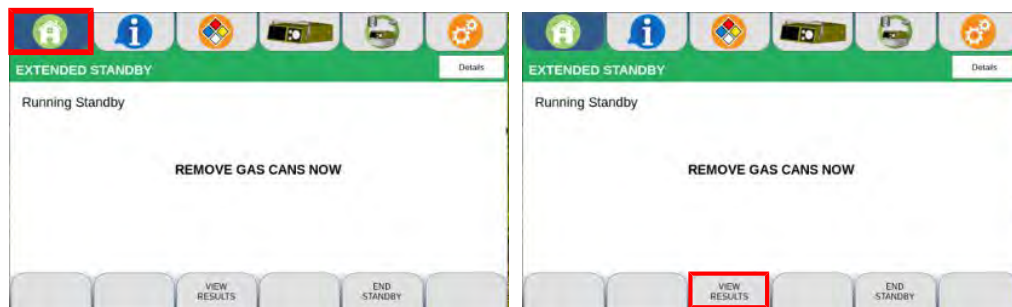 EXTENDED STANDBY
Details
Running Standby
REMOVE GAS CANS NOW
VIEW
RESULTS
END
STANDBY
EXTENDED STANDBY
Details
Running Standby
REMOVE GAS CANS NOW
VIEW
RESULTS
END
STANDBY